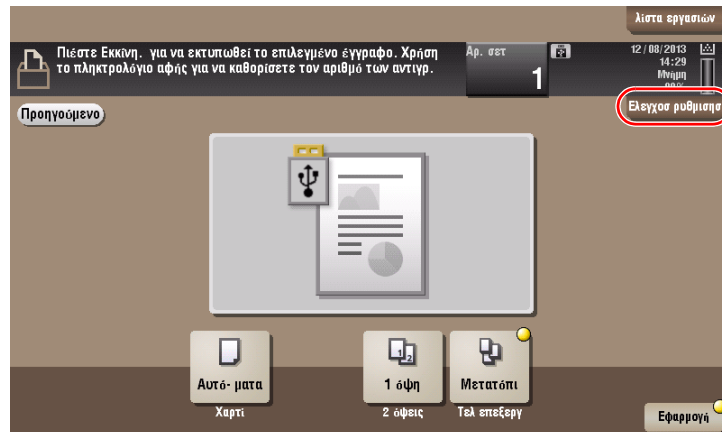 λίστα εργασιών
Πιέστε Εκκίνη. για να εκτυπωθεί το επιλεγμένο έγγραφο. Χρήση
το πληκτρολόγιο αφής για να καθορίσετε τον αριθμό των αντιγρ.
Αρ. σετ
1
12/08/2013
14:29
Μνήμη
Προηγούμενο
Ελεγχοσ ρυθμισησ
1 2
Αυτό- ματα
1 όψη
Μετατόπι
Χαρτί
2 όψεις
Τελ επεξεργ
Εφαρμογή